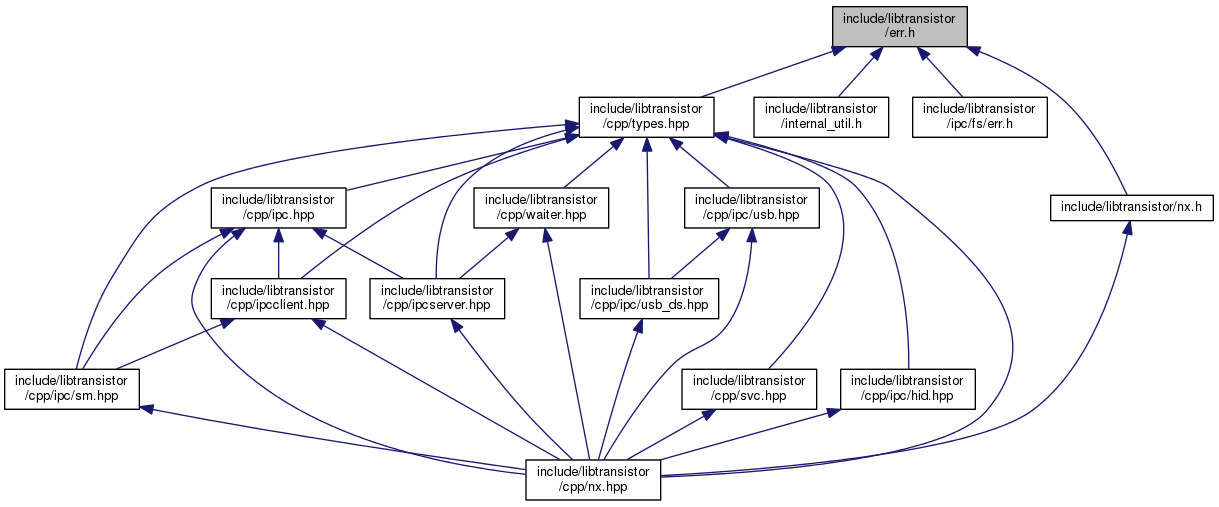 include/libtransistor
/err.h
include/libtransistor
/cpp/types.hpp
include/libtransistor
/internal_util.h
include/libtransistor
/ipc/fs/err.h
include/libtransistor
/cpp/ipc.hpp
include/libtransistor
/cpp/waiter.hpp
include/libtransistor
/cpp/ipc/usb.hpp
include/libtransistor/nx.h
include/libtransistor
/cpp/ipcclient.hpp
include/libtransistor
/cpp/ipcserver.hpp
include/libtransistor
/cpp/ipc/usb_ds.hpp
include/libtransistor
/cpp/ipc/sm.hpp
include/libtransistor
/cpp/svc.hpp
include/libtransistor
/cpp/ipc/hid.hpp
include/libtransistor
/cpp/nx.hpp